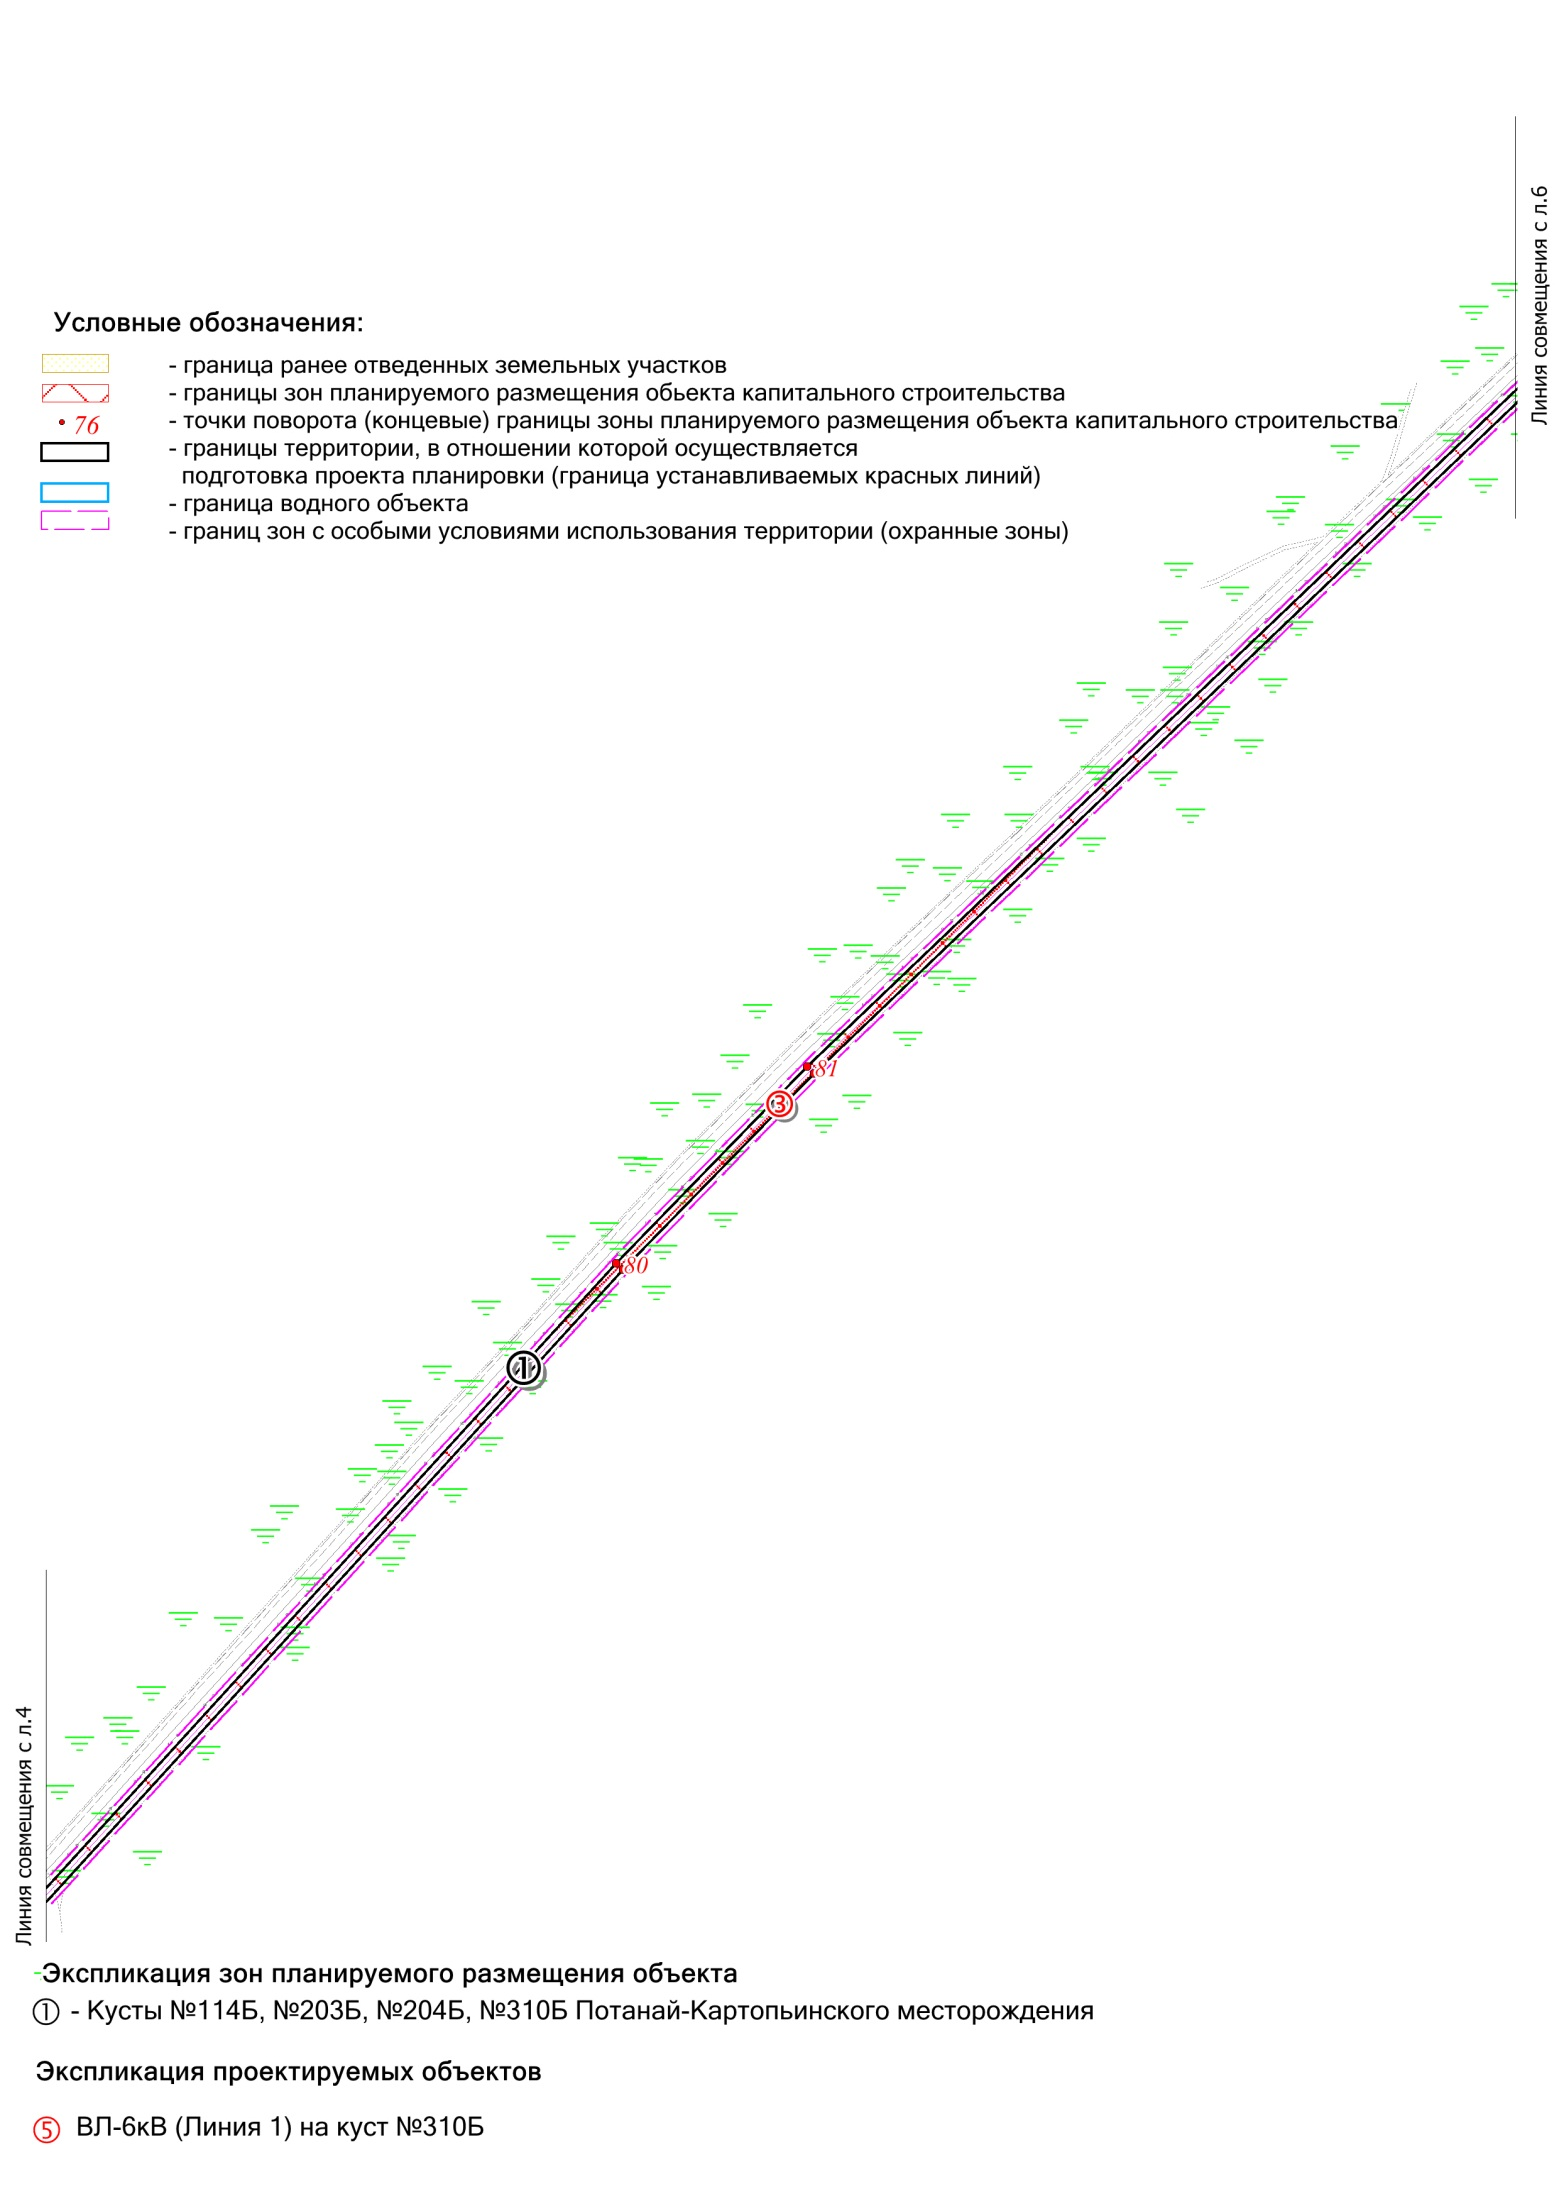 Линия совмещения с л.6
Условные обозначения:
- граница ранее отведенных земельных участков
- границы зон планируемого размещения обьекта капитального строительства
• 76 - точки поворота (концевые) границы зоны планируемого размещения объекта капитального строительства
- границы территории, в отношении которой осуществляется
подготовка проекта планировки (граница устанавливаемых красных линий)
- граница водного объекта
- границ зон с особыми условиями использования территории (охранные зоны)
81
3
80
1
Линия совмещения с л.4
Экспликация зон планируемого размещения объекта
1 - Кусты №114Б, №203Б, №204Б, №310Б Потанай-Картопьинского месторождения
Экспликация проектируемых объектов
5 ВЛ-6кВ (Линия 1) на куст №310Б